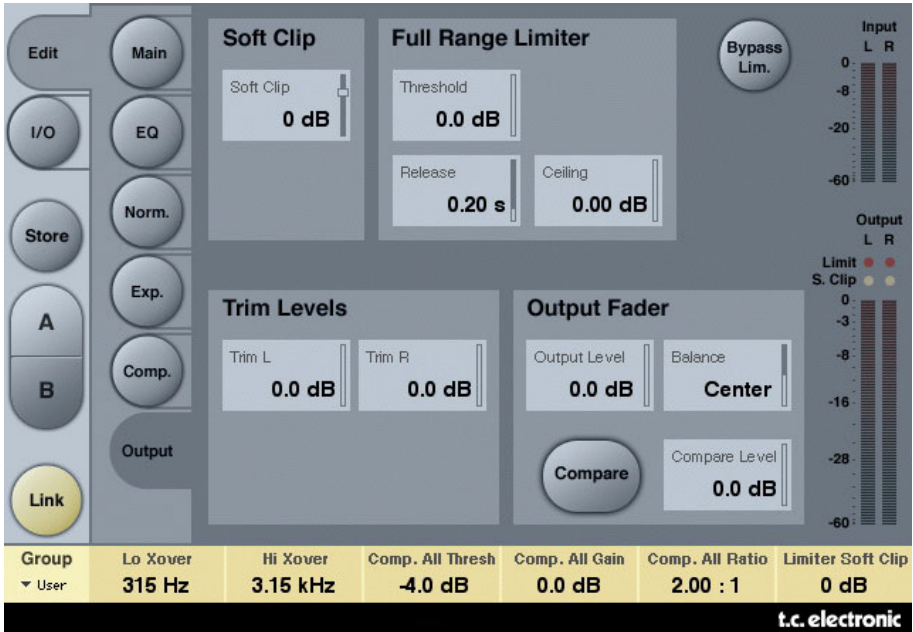 Edit
I/O
Store
A
B
Link
Main
EQ
Norm.
Exp.
Comp.
Output
Soft Clip
Soft Clip
0 dB
Full Range Limiter
Threshold
0.0 dB
Release
0.20 s
Ceiling
0.00 dB
Bypass
Lim.
Trim Levels
Trim L
0.0 dB
Trim R
0.0 dB
Output Fader
Output Level
0.0 dB
Balance
Center
Compare
Compare Level
0.0 dB
Input
L R
0
-8
-20
-60
Output
L R
Limit
S. Clip
0
-3
-8
-16
-28
-60
Group
User
Lo Xover
315 Hz
Hi Xover
3.15 kHz
Comp. All Thresh
-4.0 dB
Comp. All Gain
0.0 dB
Comp. All Ratio
2.00 : 1
Limiter Soft Clip
0 dB
t.c. electronic